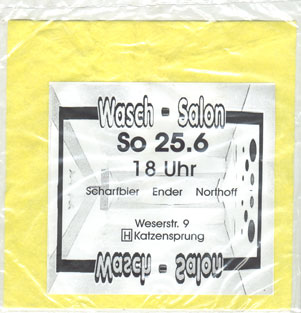 Wasch - Salon
So 25.6
18 Uhr
Scharfbier Ender Northoff
Weserstr. 9
H Katzensprung
Wasch - Salon